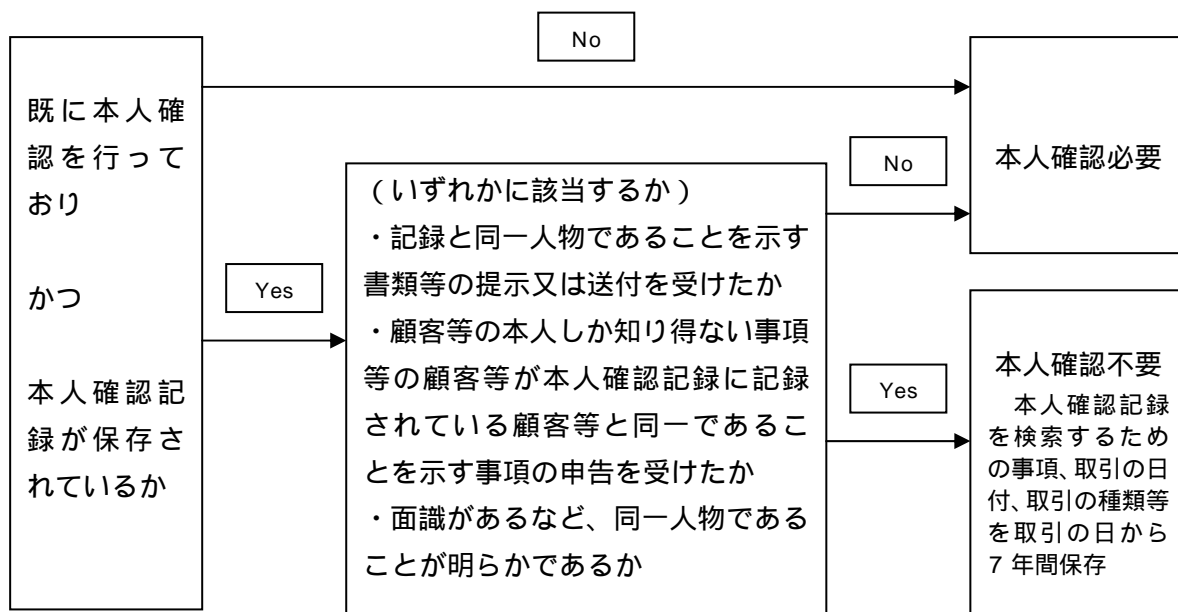 No
既に本人確
認を行って
おり
かつ
本人確認記
録が保存さ
れているか
Yes
（いずれかに該当するか）
・記録と同一人物であることを示す
書類等の提示又は送付を受けたか
・顧客等の本人しか知り得ない事項
等の顧客等が本人確認記録に記録
されている顧客等と同一であるこ
とを示す事項の申告を受けたか
・面識があるなど、同一人物である
ことが明らかであるか
No
本人確認必要
Yes
本人確認不要
本人確認記録
を検索するため
の事項、取引の日
付、取引の種類等
を取引の日から
７年間保存